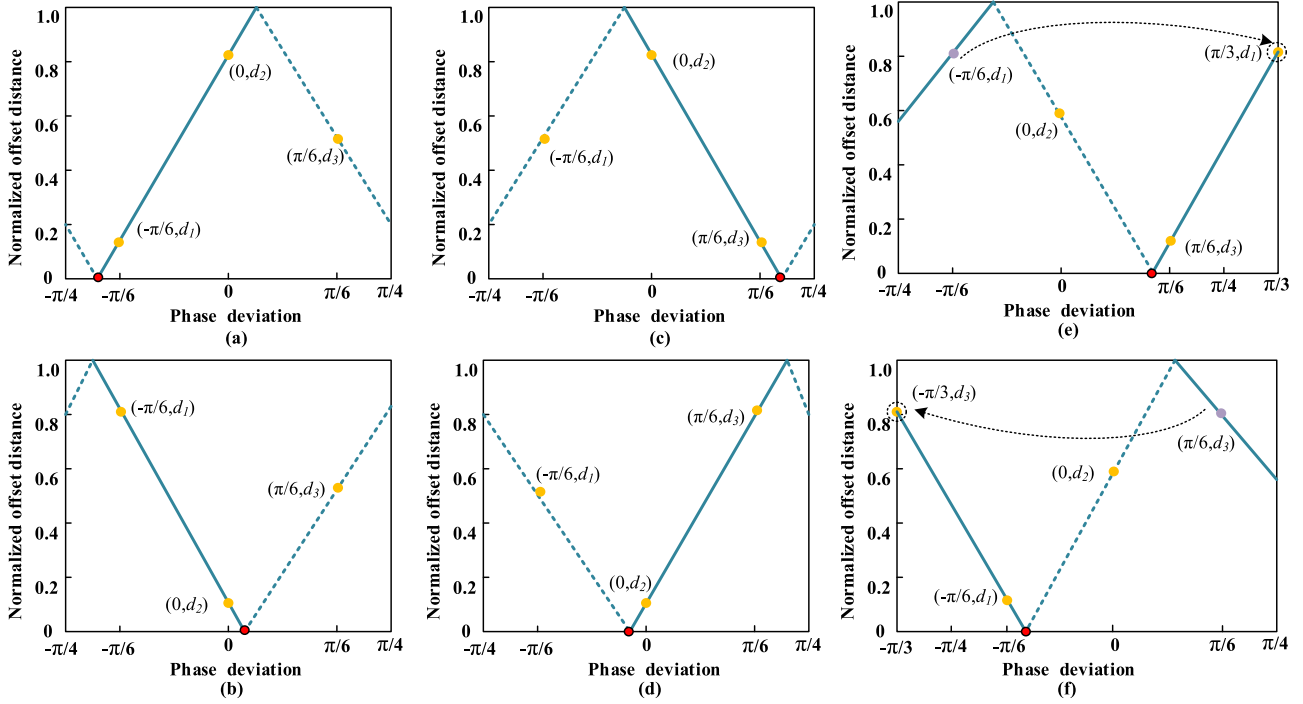 Normalized offset distance
1.0
0.8
0.6
0.4
0.2
0
(0,d2)
(π/6,d3)
(-π/6,d1)
-π/4 -π/6 0 π/6 π/4
Phase deviation
(a)
Normalized offset distance
1.0
0.8
0.6
0.4
0.2
0
(0,d2)
(-π/6,d1)
(π/6,d3)
-π/4 -π/6 0 π/6 π/4
Phase deviation
(c)
Normalized offset distance
1.0
0.8
0.6
0.4
0.2
0
(π/3,d1)
(-π/6,d1)
(0,d2)
(π/6,d3)
-π/4 -π/6 0 π/6 π/4 π/3
Phase deviation
(e)
Normalized offset distance
1.0
0.8
0.6
0.4
0.2
0
(-π/6,d1)
(π/6,d3)
(0,d2)
-π/4 -π/6 0 π/6 π/4
Phase deviation
(b)
Normalized offset distance
1.0
0.8
0.6
0.4
0.2
0
(π/6,d3)
(-π/6,d1)
(0,d2)
-π/4 -π/6 0 π/6 π/4
Phase deviation
(d)
Normalized offset distance
1.0
0.8
0.6
0.4
0.2
0
(-π/3,d3)
(π/6,d3)
(0,d2)
(-π/6,d1)
-π/3 -π/4 -π/6 0 π/6 π/4
Phase deviation
(f)